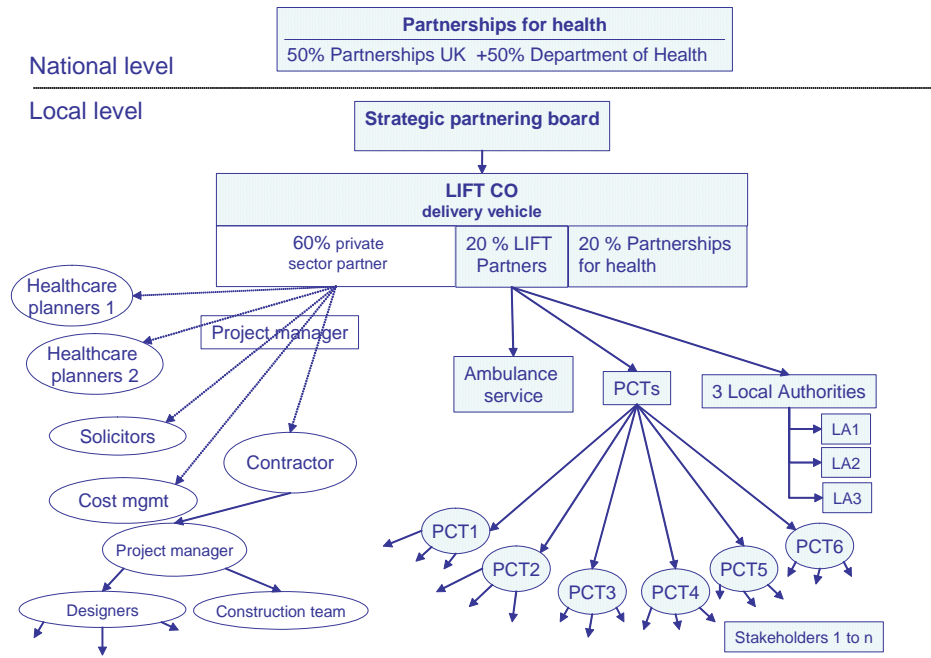 Partnerships for health
50% Partnerships UK +50% Department of Health
National level
Local level
Strategic partnering board
LIFT CO
delivery vehicle
60% private
sector partner
20 % LIFT
Partners
20 % Partnerships
for health
Healthcare
planners 1
Project manager
Healthcare
planners 2
Ambulance
service
PCTs
3 Local Authorities
LA1
LA2
LA3
Solicitors
Contractor
Cost mgmt
Project manager
Designers
Construction team
PCT1
PCT2
PCT3
PCT4
PCT5
PCT6
Stakeholders 1 to n